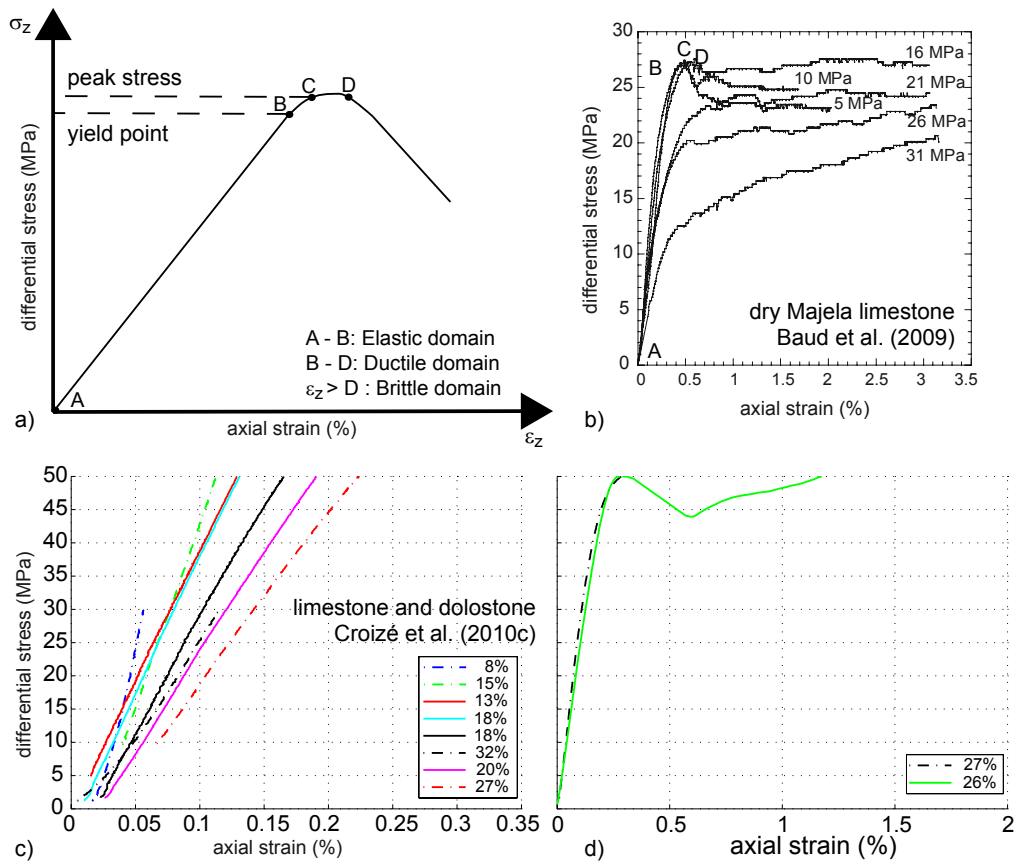 σz
differential stress (MPa)
peak stress
yield point
A
B
C
D
A - B: Elastic domain
B - D: Ductile domain
εz > D : Brittle domain
a)
axial strain (%)
εz
30
25
20
15
10
5
0
differential stress (MPa)
A
B
C
D
16 MPa
10 MPa
21 MPa
5 MPa
26 MPa
31 MPa
dry Majela limestone
Baud et al. (2009)
0 0.5 1 1.5 2 2.5 3 3.5
b)
axial strain (%)
50
45
40
35
30
25
20
15
10
5
0
differential stress (MPa)
limestone and dolostone
Croizé et al. (2010c)
8%
15%
13%
18%
18%
32%
20%
27%
0 0.05 0.1 0.15 0.2 0.25 0.3 0.35
c)
axial strain (%)
27%
26%
0 0.5 1 1.5 2
d)
axial strain (%)